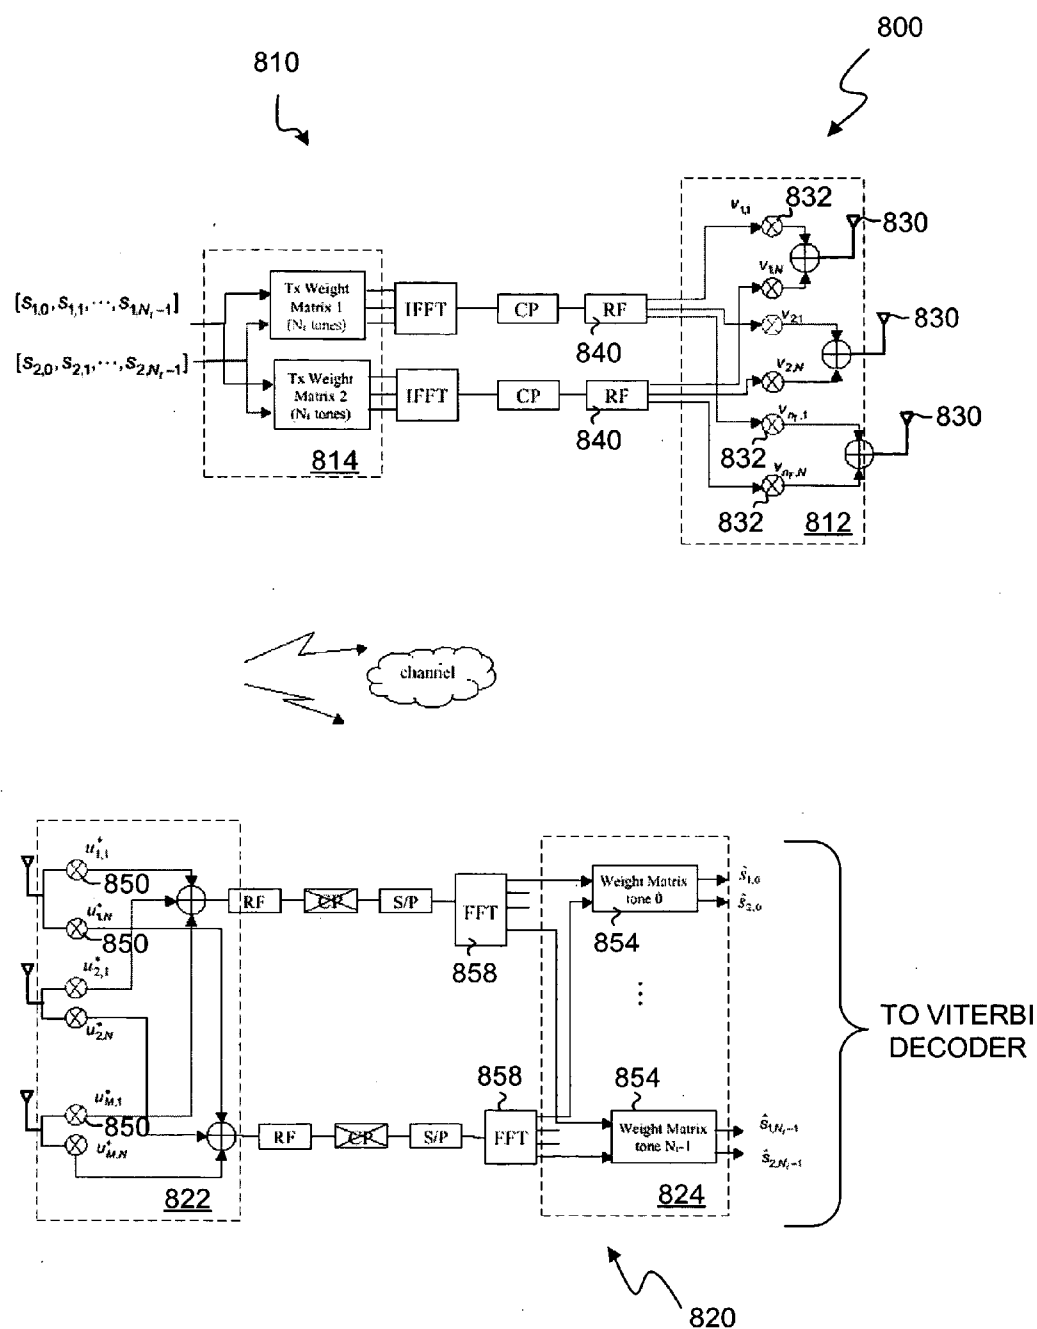 800
810
832
v1,1
830
[s1,0, s1,1, ⋯, s1,Nt−1]
Tx Weight
Matrix 1
(Nt tones)
IFFT
CP
RF
840
v1,N
v2,1
830
[s2,0, s2,1, ⋯, s2,Nt−1]
Tx Weight
Matrix 2
(Nt tones)
IFFT
CP
RF
840
v2,N
vnT,1
830
814
832
vnT,N
832
812
channel
u*1,1
850
u*1,N
850
RF
CP
S/P
FFT
858
Weight Matrix
tone 0
854
ŝ1,0
ŝ2,0
u*2,1
u*2,N
⋮
TO VITERBI
DECODER
u*M,1
850
u*M,N
RF
CP
S/P
858
FFT
854
Weight Matrix
tone Nt−1
ŝ1,Nt−1
ŝ2,Nt−1
822
824
820